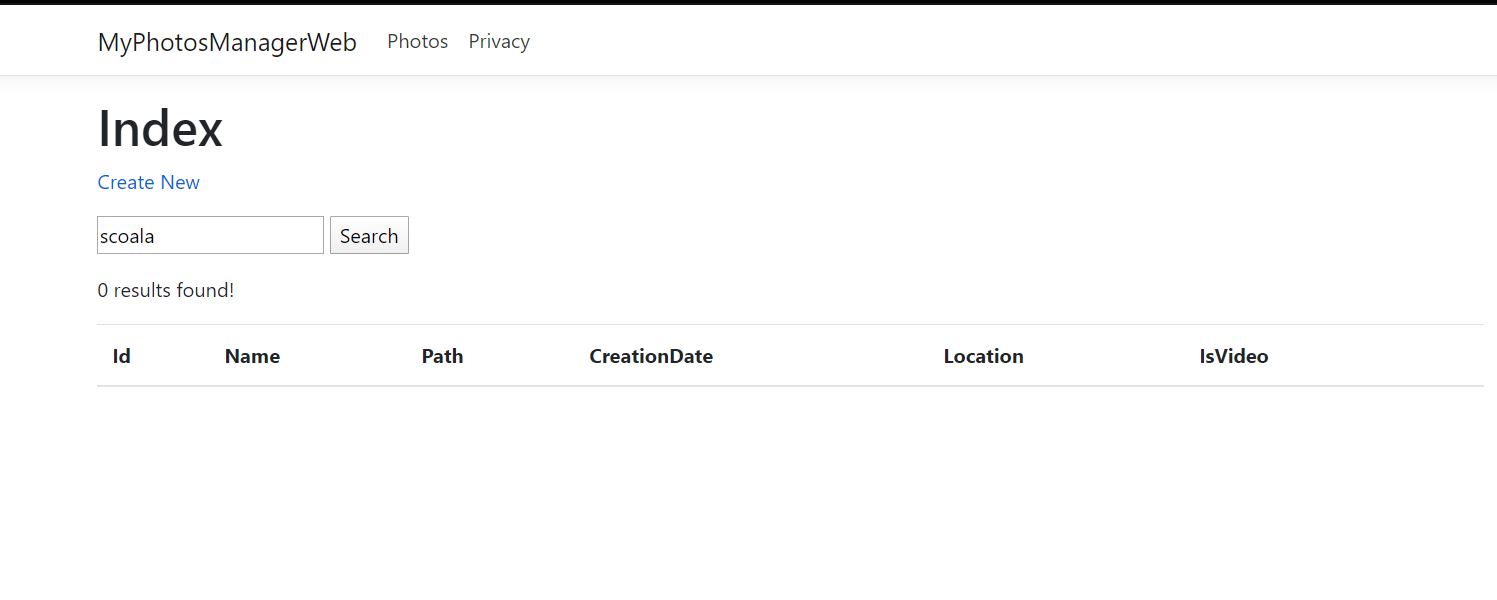 MyPhotosManagerWeb Photos Privacy
Index
Create New
scoala Search
0 results found!
Id Name Path CreationDate Location IsVideo